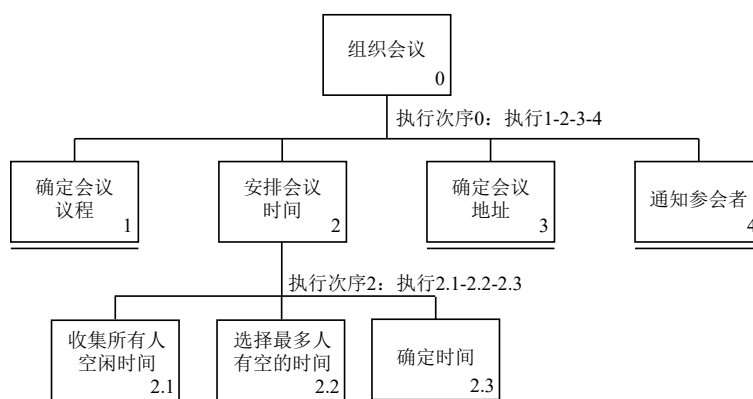 组织会议
0
执行次序0：执行1-2-3-4
确定会议
议程
1
安排会议
时间
2
确定会议
地址
3
通知参会者
4
执行次序2：执行2.1-2.2-2.3
收集所有人
空闲时间
2.1
选择最多人
有空的时间
2.2
确定时间
2.3